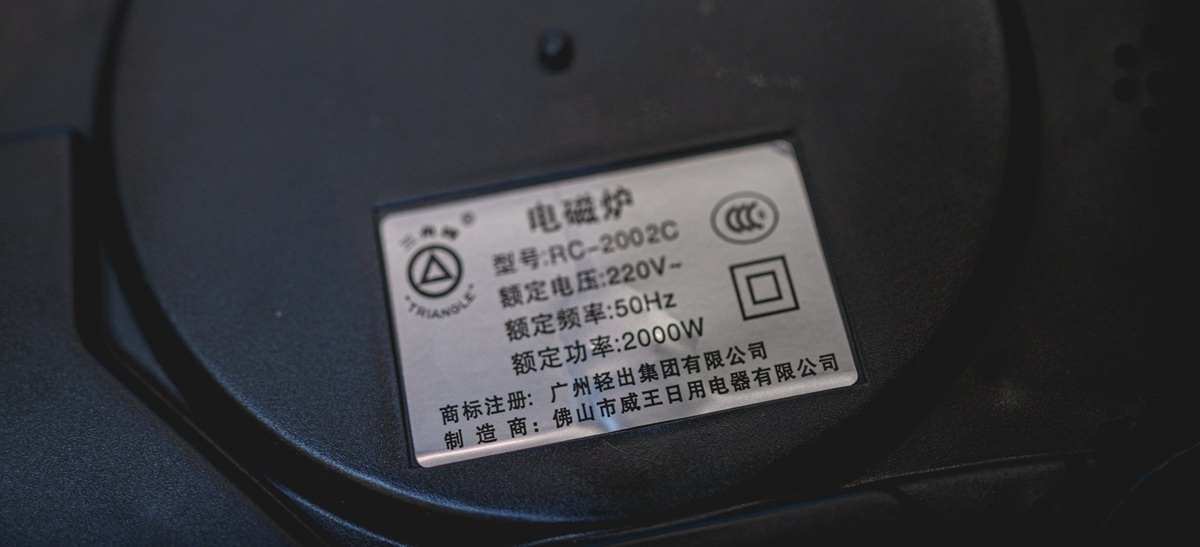 三角牌®
"TRIANGLE"
电磁炉
CCC
型号:RC-2002C
额定电压:220V~
额定频率:50Hz
额定功率:2000W
商标注册: 广州轻出集团有限公司
制 造 商: 佛山市威王日用电器有限公司